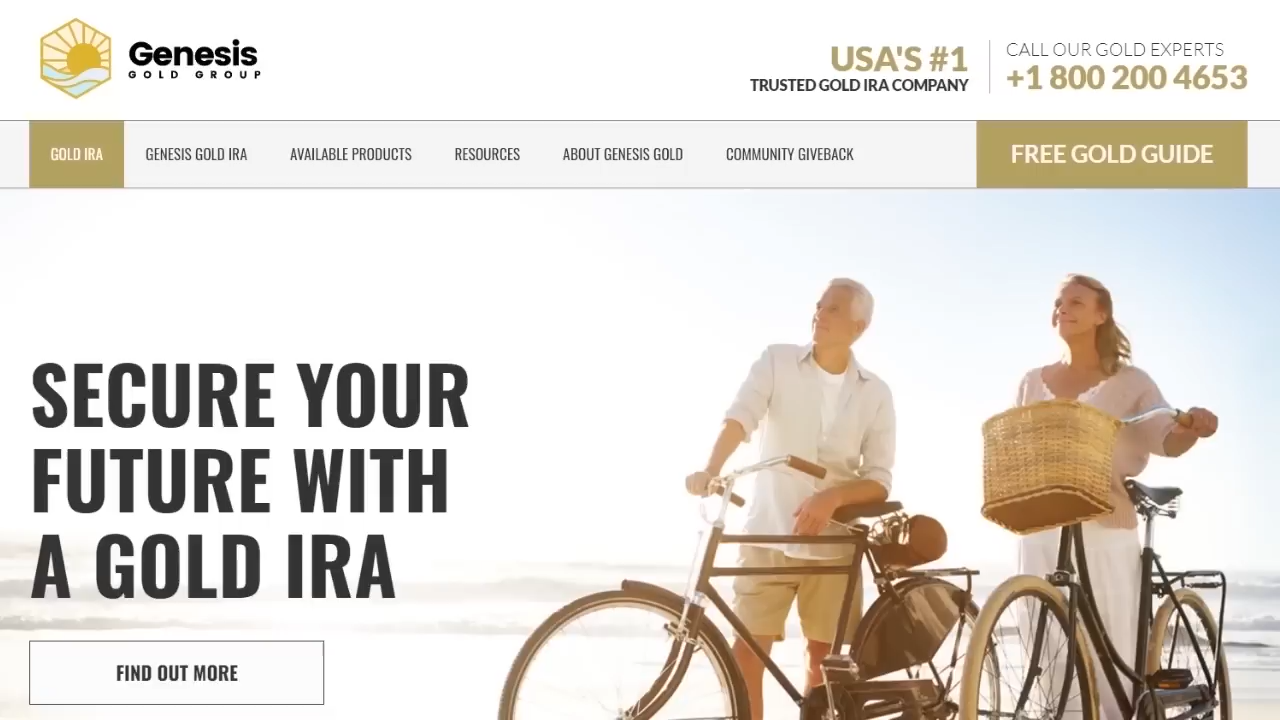 Genesis
GOLD GROUP
USA'S #1
TRUSTED GOLD IRA COMPANY
CALL OUR GOLD EXPERTS
+1 800 200 4653
GOLD IRA
GENESIS GOLD IRA
AVAILABLE PRODUCTS
RESOURCES
ABOUT GENESIS GOLD
COMMUNITY GIVEBACK
FREE GOLD GUIDE
SECURE YOUR
FUTURE WITH
A GOLD IRA
FIND OUT MORE